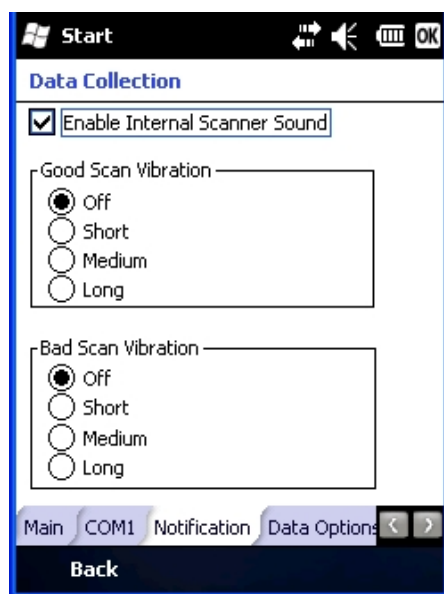 Start OK
Data Collection
Enable Internal Scanner Sound
Good Scan Vibration
Off
Short
Medium
Long
Bad Scan Vibration
Off
Short
Medium
Long
Main COM1 Notification Data Options
Back